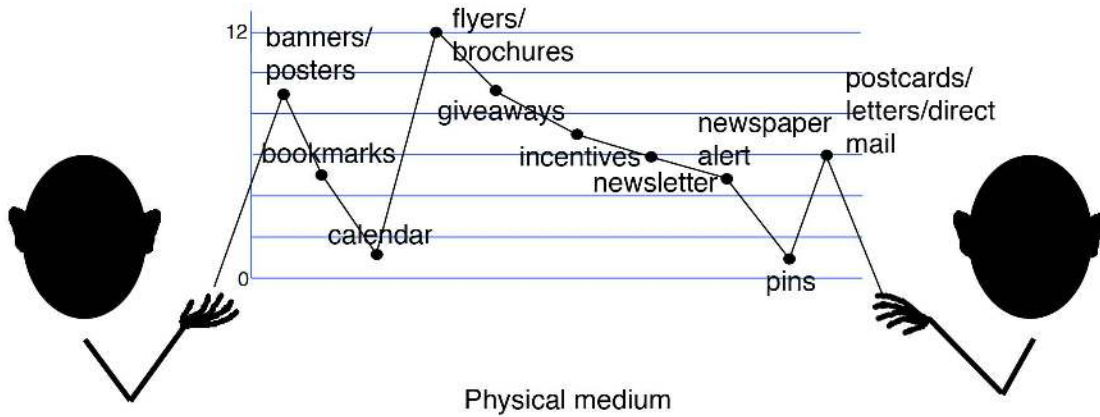 12
banners/
posters
flyers/
brochures
giveaways
bookmarks
calendar
incentives
newsletter
newspaper
alert
postcards/
letters/direct
mail
pins
0
Physical medium